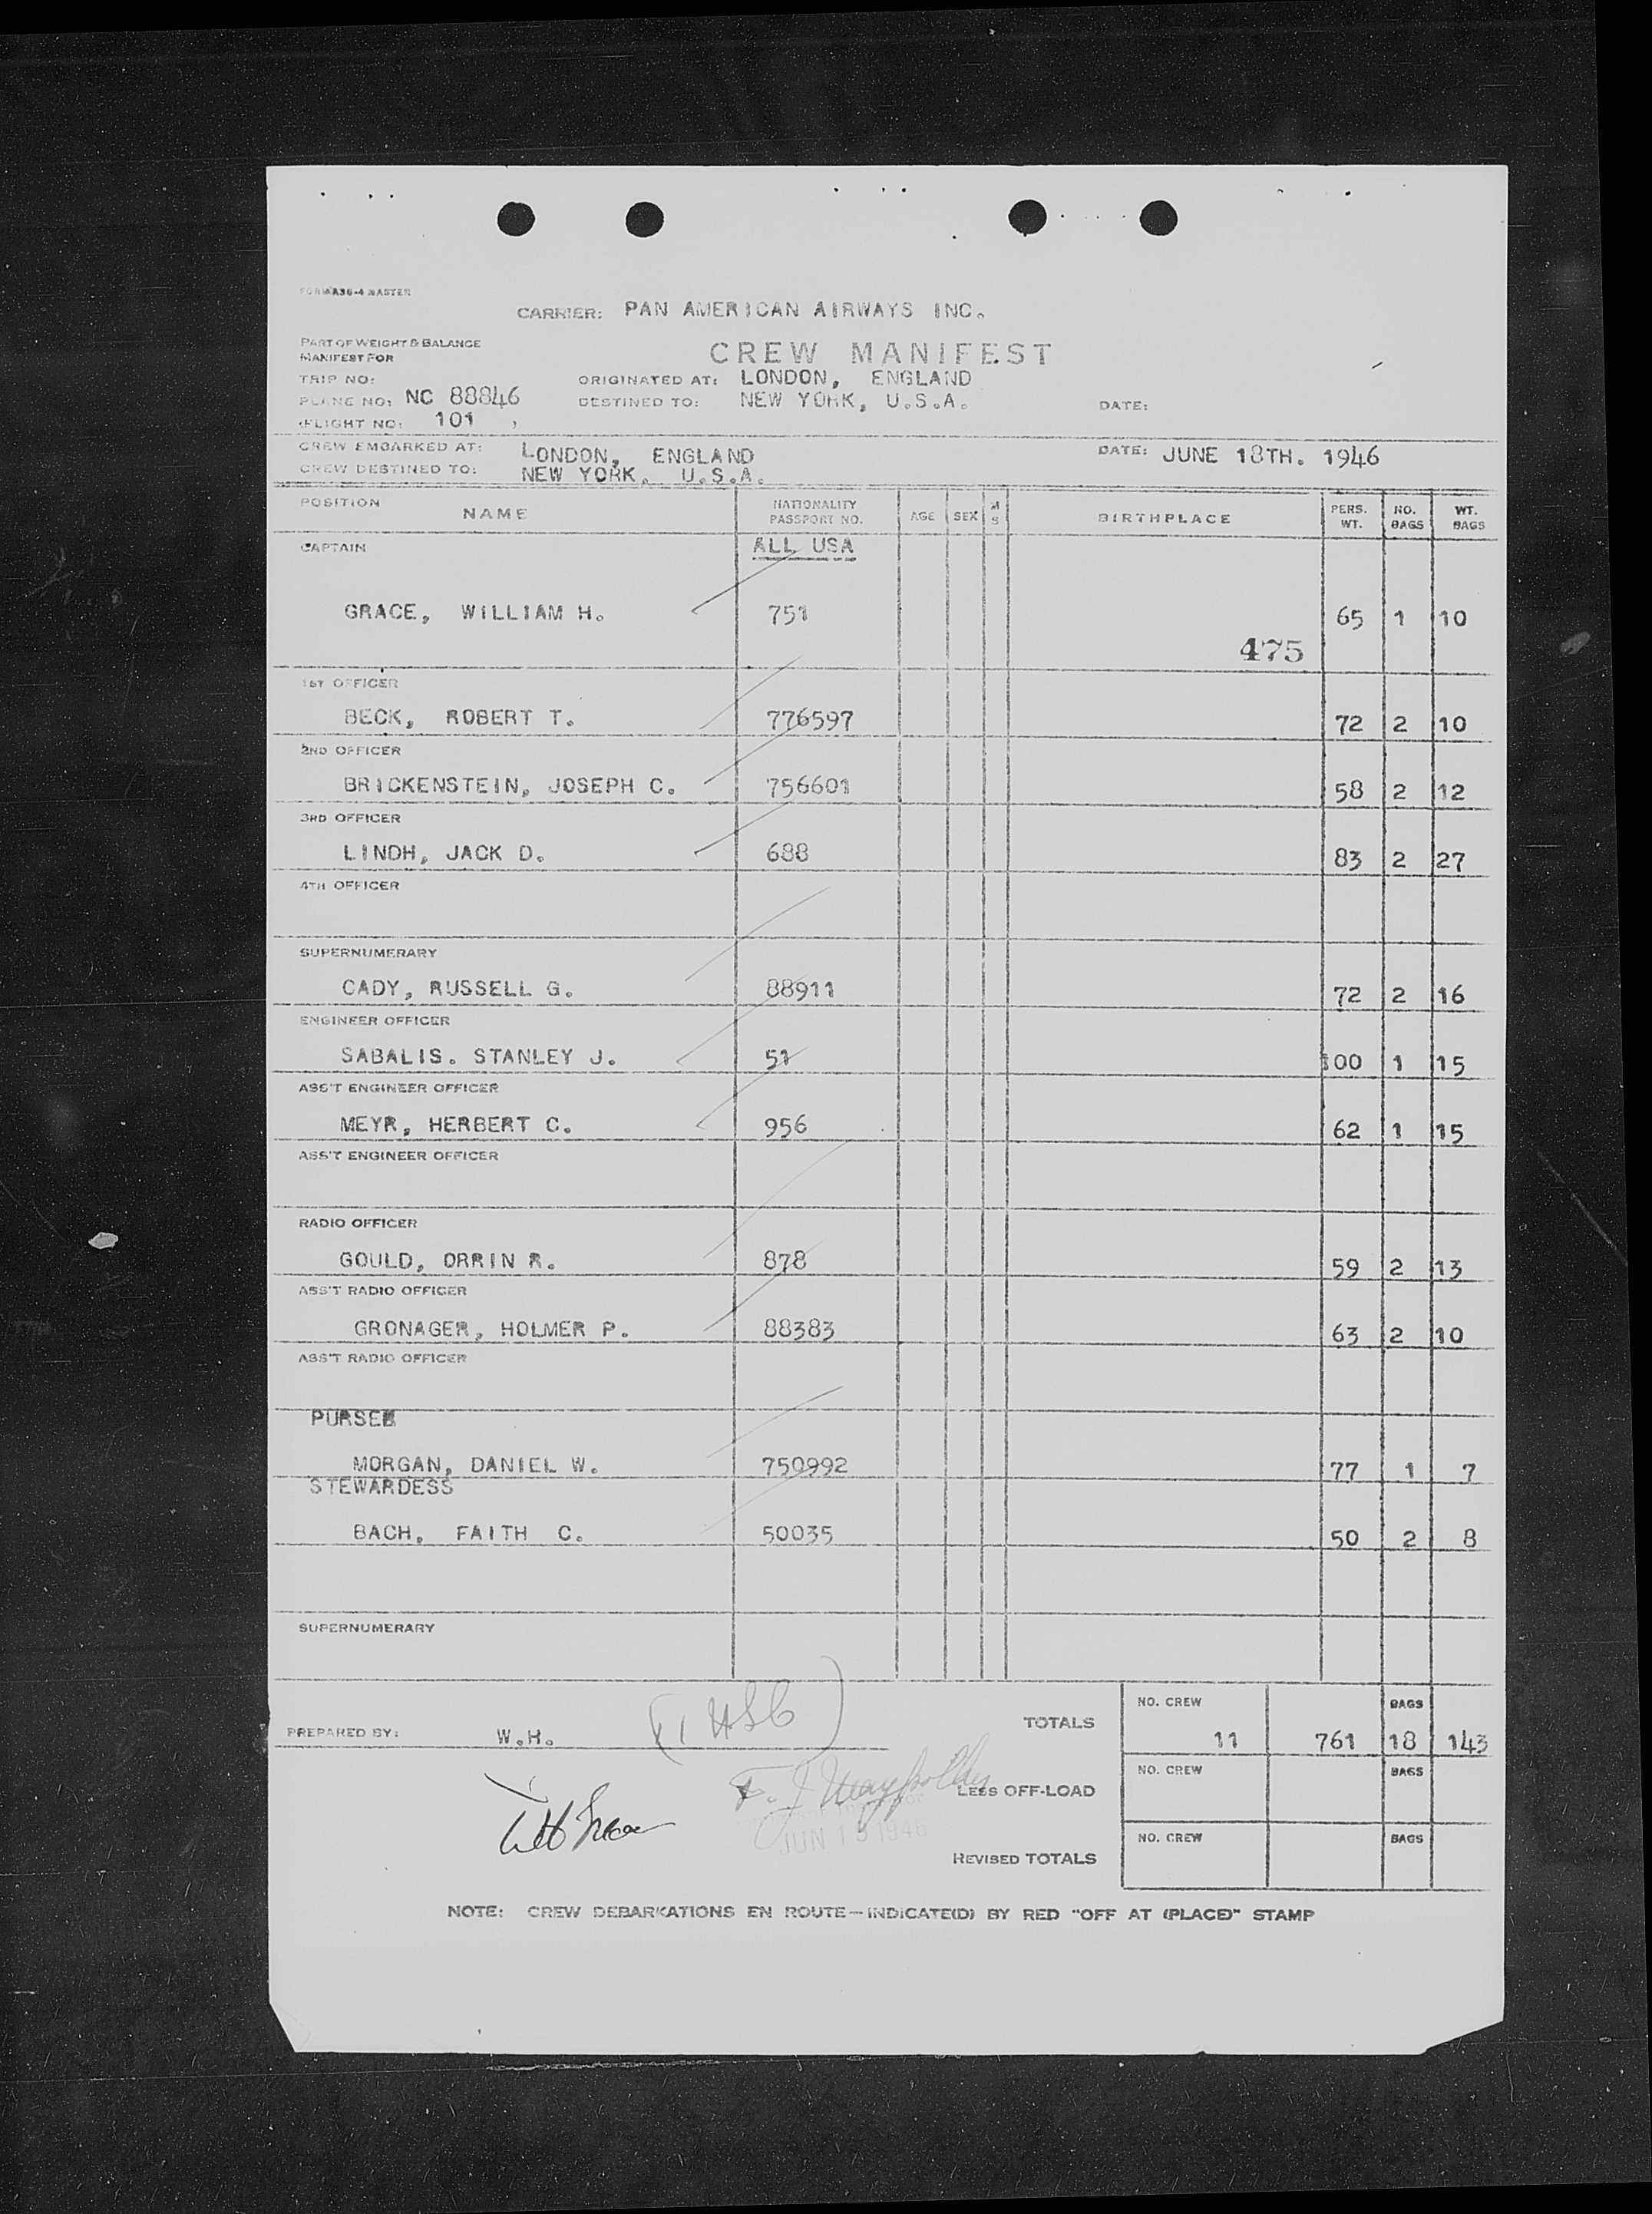 FORM A36-4 MASTER
CARRIER: PAN AMERICAN AIRWAYS INC.
PART OF WEIGHT & BALANCE
MANIFEST FOR
CREW MANIFEST
TRIP NO: ORIGINATED AT: LONDON, ENGLAND
PLANE NO: NC 88846 DESTINED TO: NEW YORK, U.S.A. DATE:
(FLIGHT NO: 101 )
CREW EMBARKED AT: LONDON, ENGLAND DATE: JUNE 18TH. 1946
CREW DESTINED TO: NEW YORK, U.S.A.
POSITION NAME NATIONALITY PASSPORT NO. AGE SEX M S BIRTHPLACE PERS. WT. NO. BAGS WT. BAGS
CAPTAIN ALL USA
GRACE, WILLIAM H. 751 65 1 10
475
1ST OFFICER
BECK, ROBERT T. 776597 72 2 10
2ND OFFICER
BRICKENSTEIN, JOSEPH C. 756601 58 2 12
3RD OFFICER
LINDH, JACK D. 688 83 2 27
4TH OFFICER
SUPERNUMERARY
CADY, RUSSELL G. 88911 72 2 16
ENGINEER OFFICER
SABALIS. STANLEY J. 51 100 1 15
ASS'T ENGINEER OFFICER
MEYR, HERBERT C. 956 62 1 15
ASS'T ENGINEER OFFICER
RADIO OFFICER
GOULD, ORRIN R. 878 59 2 13
ASS'T RADIO OFFICER
GRONAGER, HOLMER P. 88383 63 2 10
ASS'T RADIO OFFICER
PURSER
MORGAN, DANIEL W. 750992 77 1 7
STEWARDESS
BACH, FAITH C. 50035 50 2 8
SUPERNUMERARY
PREPARED BY: W.H. (11 USC) TOTALS NO. CREW 11 761 BAGS 18 143
LESS OFF-LOAD NO. CREW BAGS
JUN 19 1946
REVISED TOTALS NO. CREW BAGS
NOTE: CREW DEBARKATIONS EN ROUTE—INDICATE(D) BY RED "OFF AT (PLACE)" STAMP